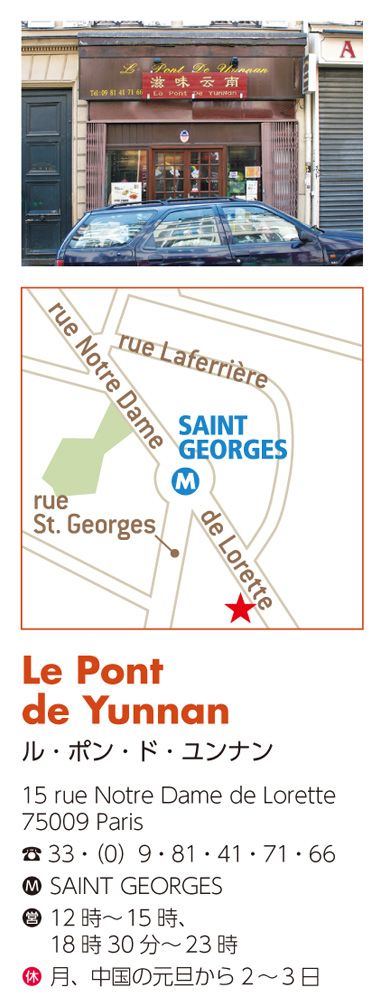 Le Pont De Yunnan
滋味云南
Le Pont De YunNan
Tél:09 81 41 71 66
A
rue Notre Dame
rue Laferrière
SAINT
GEORGES
M
rue
St. Georges
de Lorette
Le Pont
de Yunnan
ル・ポン・ド・ユンナン
15 rue Notre Dame de Lorette
75009 Paris
☎ 33・(0) 9・81・41・71・66
M SAINT GEORGES
営 12時〜15時、
18時30分〜23時
休 月、中国の元旦から2〜3日